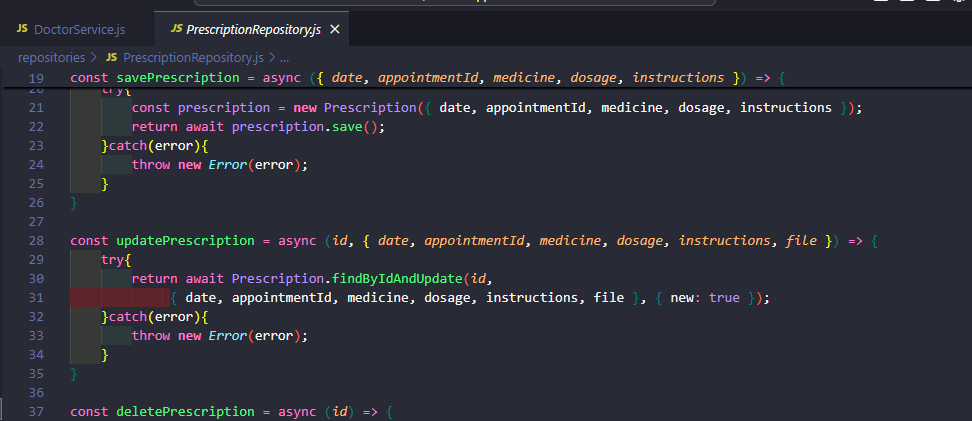 JS DoctorService.js
JS PrescriptionRepository.js ×
repositories > JS PrescriptionRepository.js > ...
19 const savePrescription = async ({ date, appointmentId, medicine, dosage, instructions }) => {
20 try{
21 const prescription = new Prescription({ date, appointmentId, medicine, dosage, instructions });
22 return await prescription.save();
23 }catch(error){
24 throw new Error(error);
25 }
26 }
27
28 const updatePrescription = async (id, { date, appointmentId, medicine, dosage, instructions, file }) => {
29 try{
30 return await Prescription.findByIdAndUpdate(id,
31 { date, appointmentId, medicine, dosage, instructions, file }, { new: true });
32 }catch(error){
33 throw new Error(error);
34 }
35 }
36
37 const deletePrescription = async (id) => {